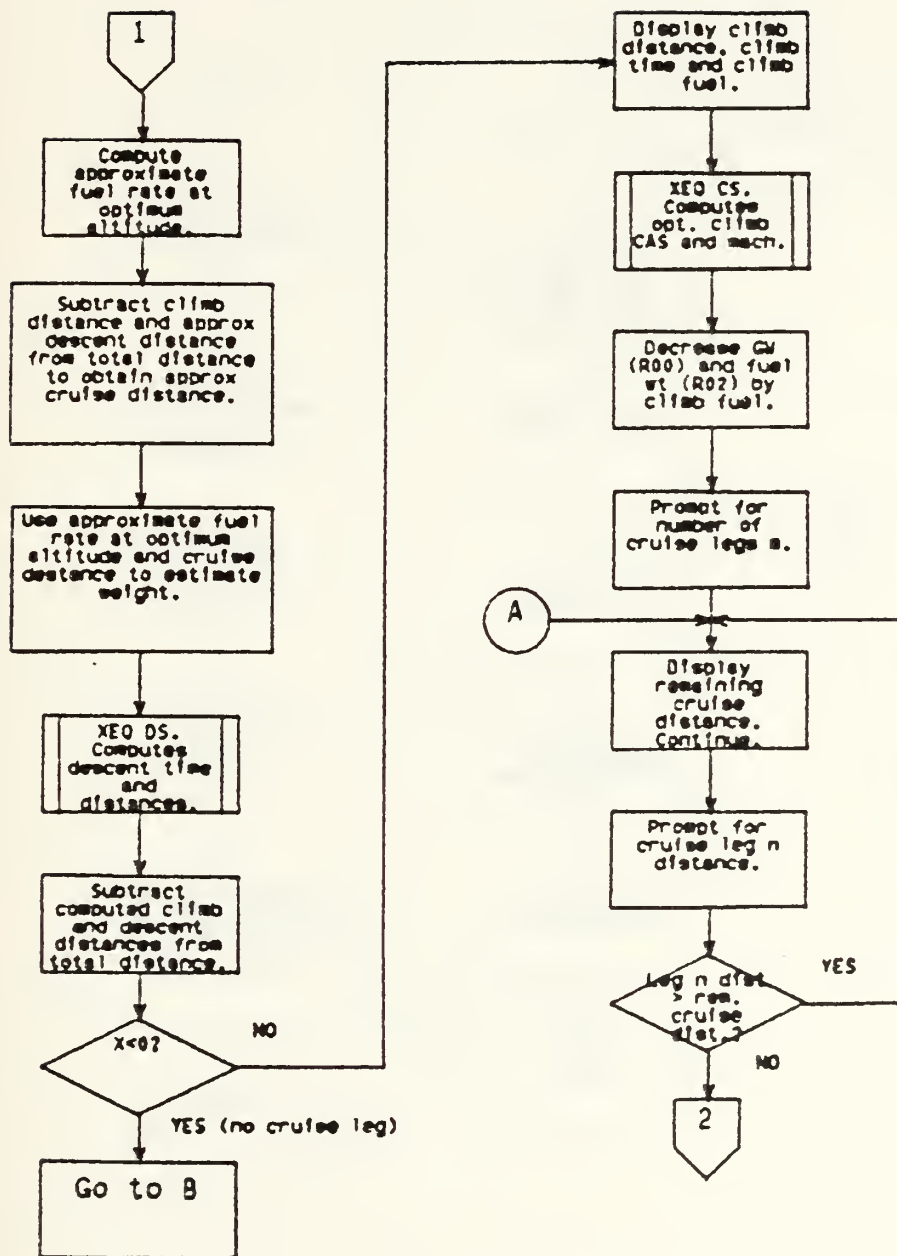 1
Compute
approximate
fuel rate at
optimum
altitude.
Subtract climb
distance and approx
descent distance
from total distance
to obtain approx
cruise distance.
Use approximate fuel
rate at optimum
altitude and cruise
destance to estimate
weight.
XEQ DS.
Computes
descent time
and
distances.
Subtract
computed climb
and descent
distances from
total distance.
X<0?
NO
YES (no cruise leg)
Go to B
Display climb
distance, climb
time and climb
fuel.
XEQ CS.
Computes
opt. climb
CAS and mach.
Decrease GW
(R00) and fuel
wt (R02) by
climb fuel.
Prompt for
number of
cruise legs m.
A
Display
remaining
cruise
distance.
Continue.
Prompt for
cruise leg n
distance.
Leg n dist
> rem.
cruise
dist.?
YES
NO
2